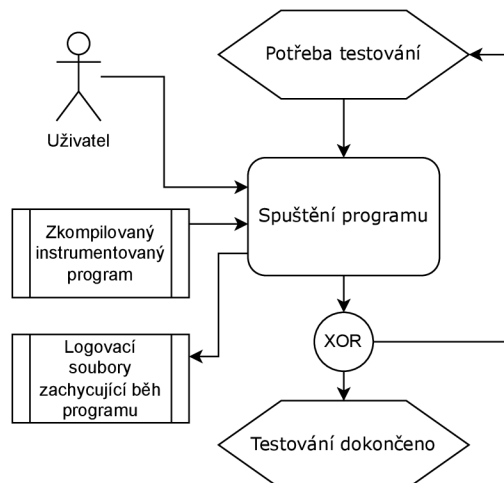 Potřeba testování
Uživatel
Spuštění programu
Zkompilovaný
instrumentovaný
program
XOR
Logovací
soubory
zachycující běh
programu
Testování dokončeno